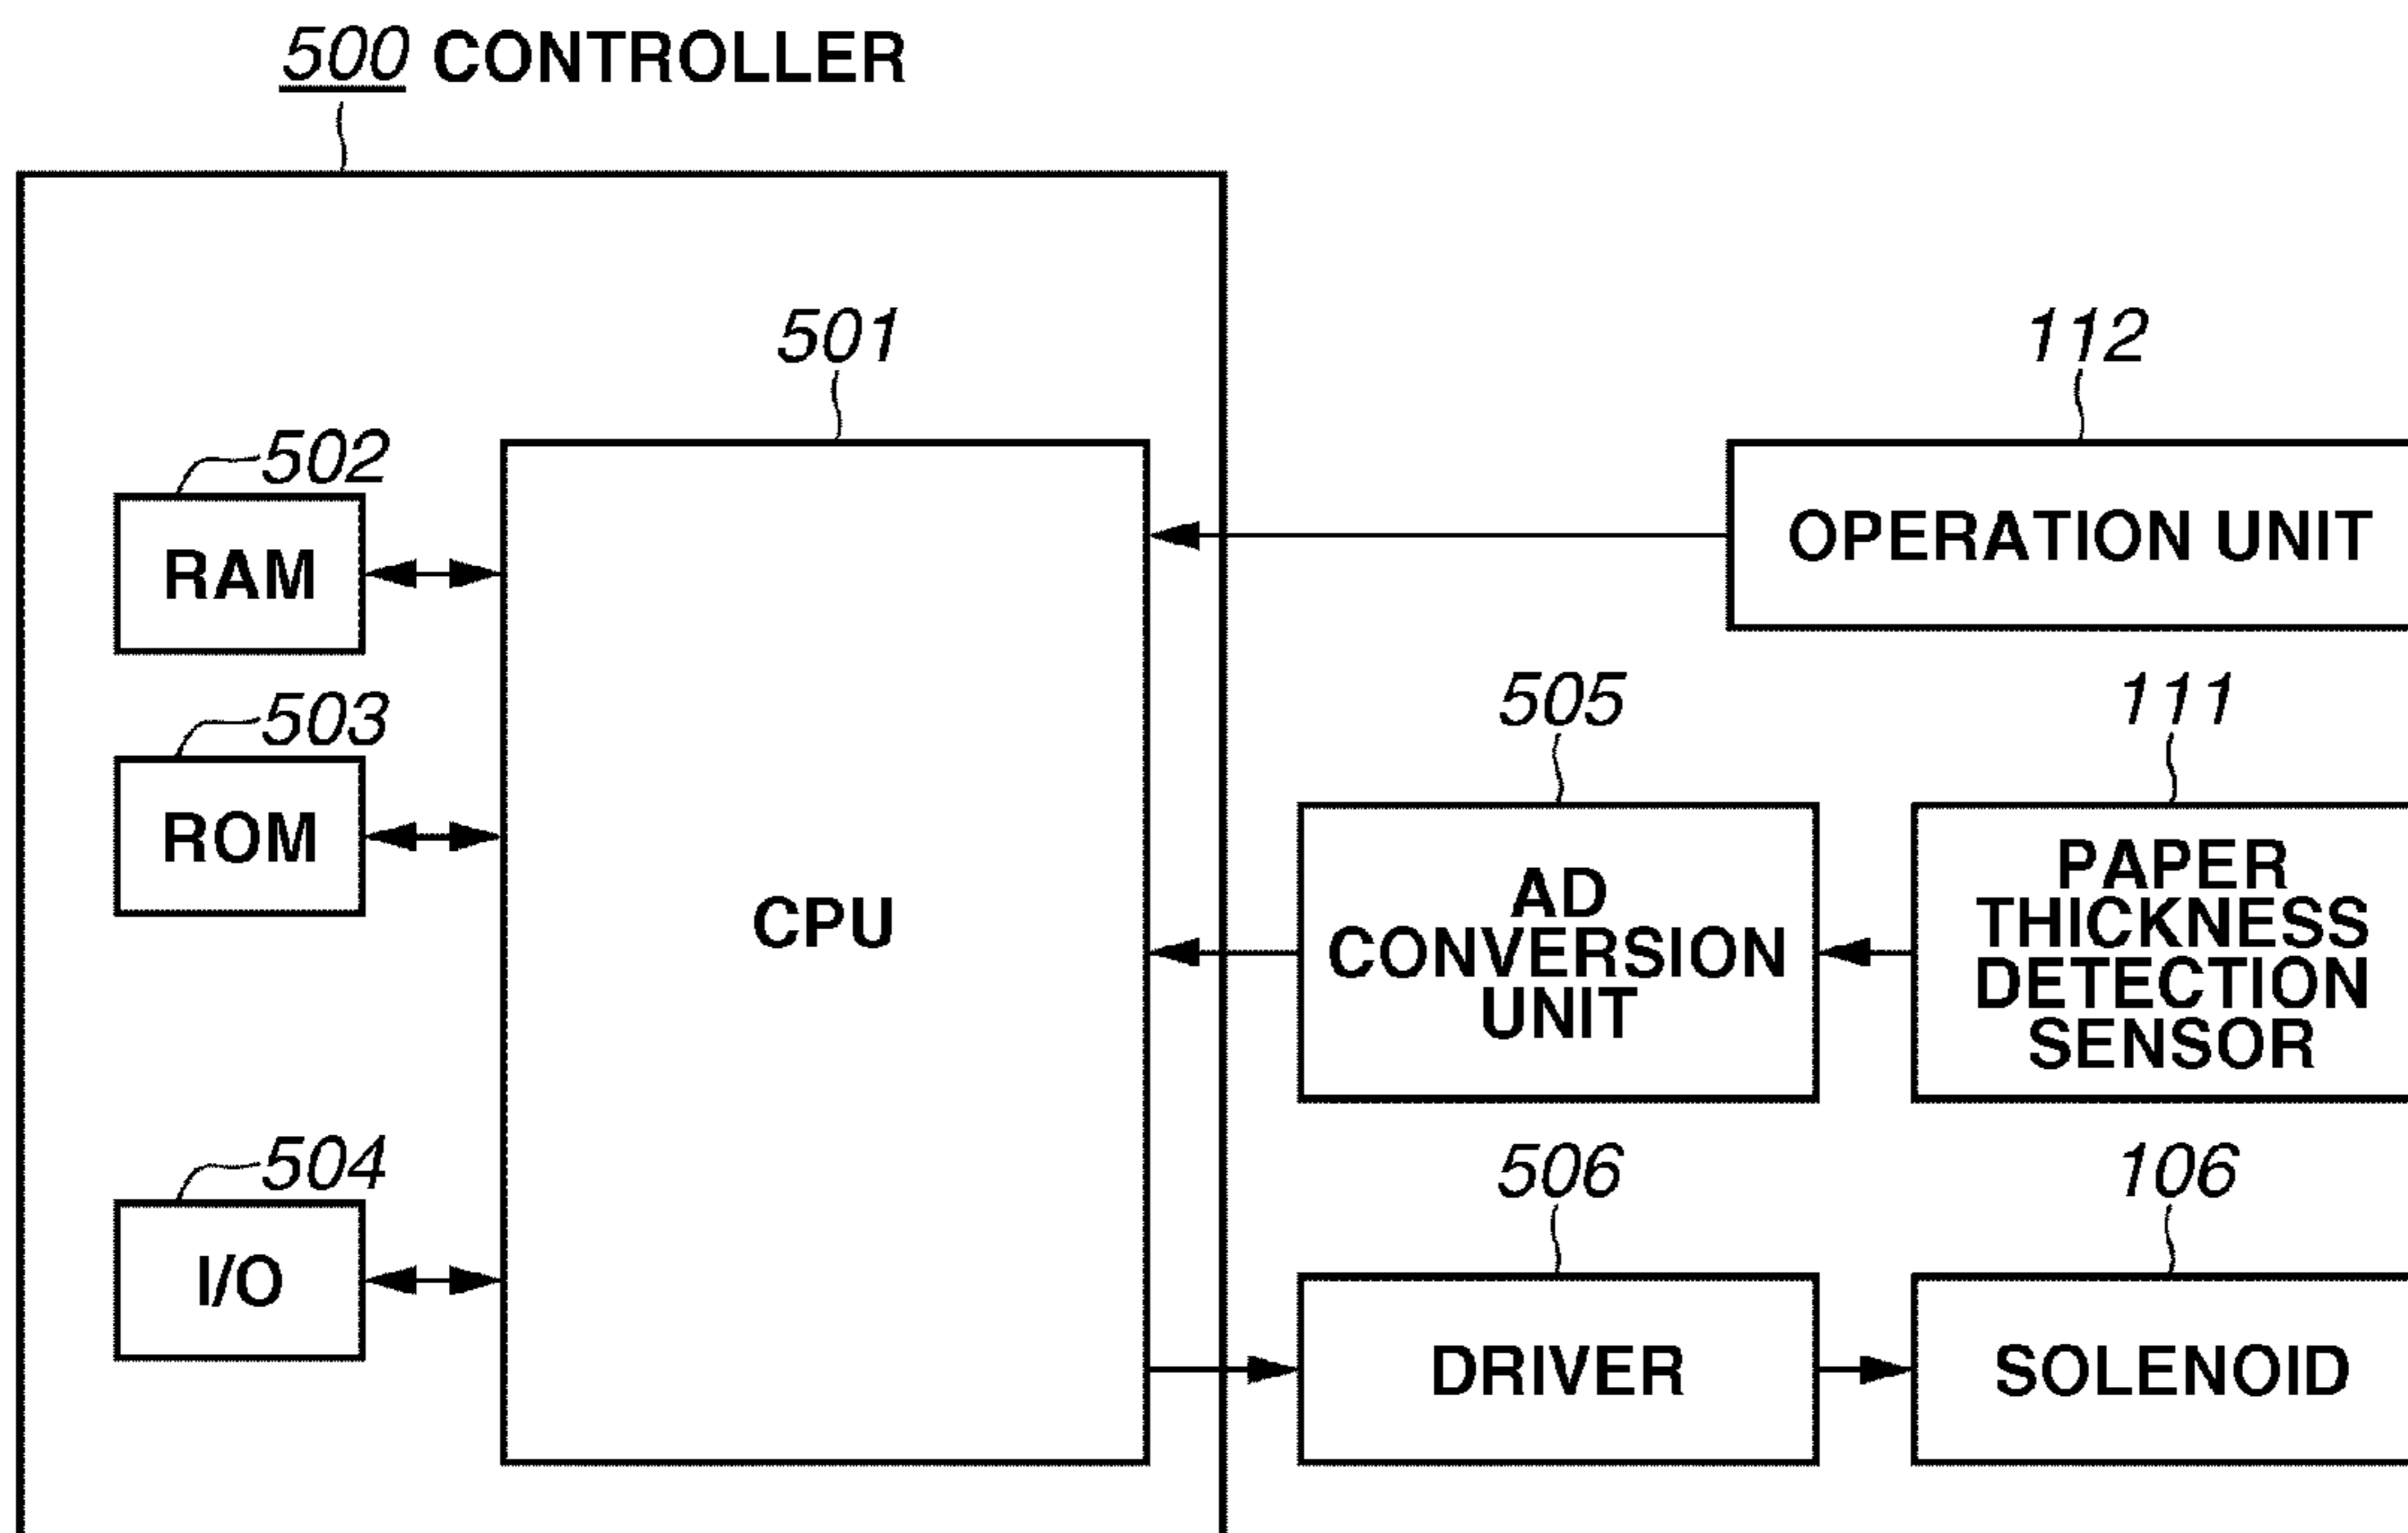 500 CONTROLLER
501
112
502
RAM
OPERATION UNIT
503
ROM
CPU
505
111
AD
CONVERSION
UNIT
PAPER
THICKNESS
DETECTION
SENSOR
504
I/O
506
106
DRIVER
SOLENOID